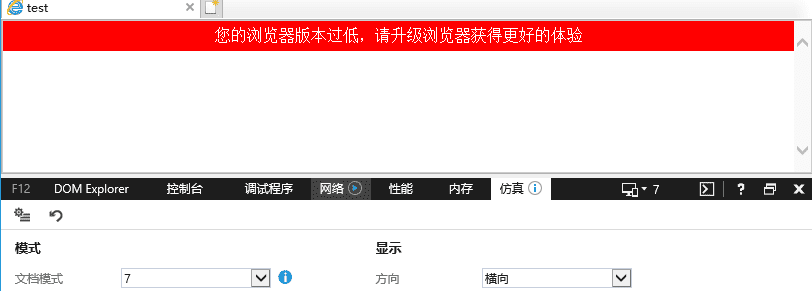 test
您的浏览器版本过低，请升级浏览器获得更好的体验
F12 DOM Explorer 控制台 调试程序 网络 性能 内存 仿真 7 ?
模式 显示
文档模式 7 方向 横向